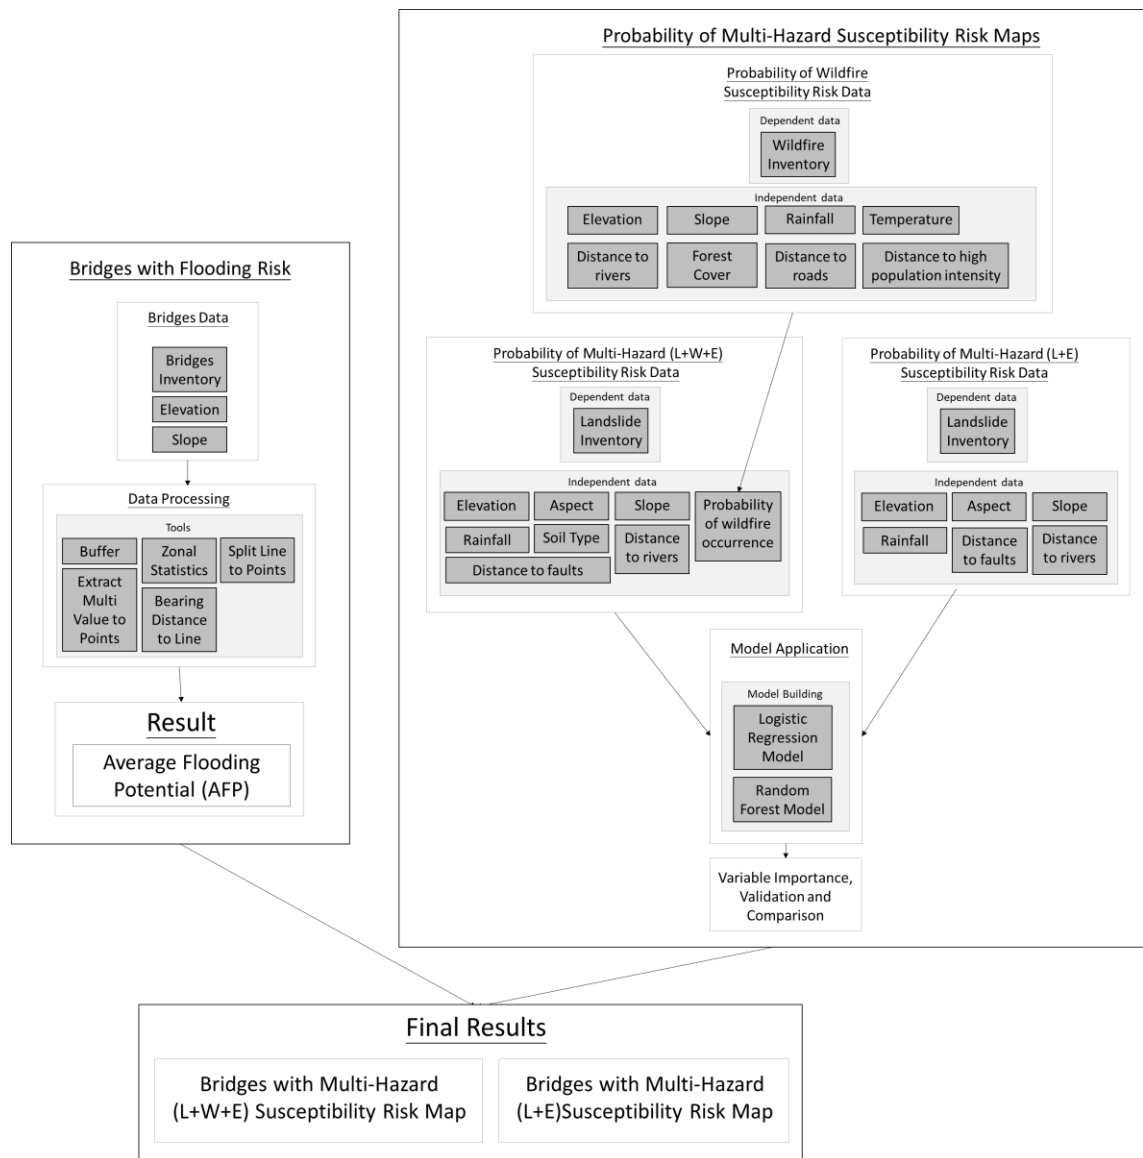 Probability of Multi-Hazard Susceptibility Risk Maps
Probability of Wildfire
Susceptibility Risk Data
Dependent data
Wildfire
Inventory
Independent data
Elevation
Slope
Rainfall
Temperature
Distance to
rivers
Forest
Cover
Distance to
roads
Distance to high
population intensity
Bridges with Flooding Risk
Bridges Data
Bridges
Inventory
Elevation
Slope
Data Processing
Tools
Buffer
Zonal
Statistics
Split Line
to Points
Extract
Multi
Value to
Points
Bearing
Distance
to Line
Result
Average Flooding
Potential (AFP)
Probability of Multi-Hazard (L+W+E)
Susceptibility Risk Data
Dependent data
Landslide
Inventory
Independent data
Elevation
Aspect
Slope
Probability
of wildfire
occurrence
Rainfall
Soil Type
Distance
to rivers
Distance to faults
Probability of Multi-Hazard (L+E)
Susceptibility Risk Data
Dependent data
Landslide
Inventory
Independent data
Elevation
Aspect
Slope
Rainfall
Distance
to faults
Distance
to rivers
Model Application
Model Building
Logistic
Regression
Model
Random
Forest Model
Variable Importance,
Validation and
Comparison
Final Results
Bridges with Multi-Hazard
(L+W+E) Susceptibility Risk Map
Bridges with Multi-Hazard
(L+E)Susceptibility Risk Map